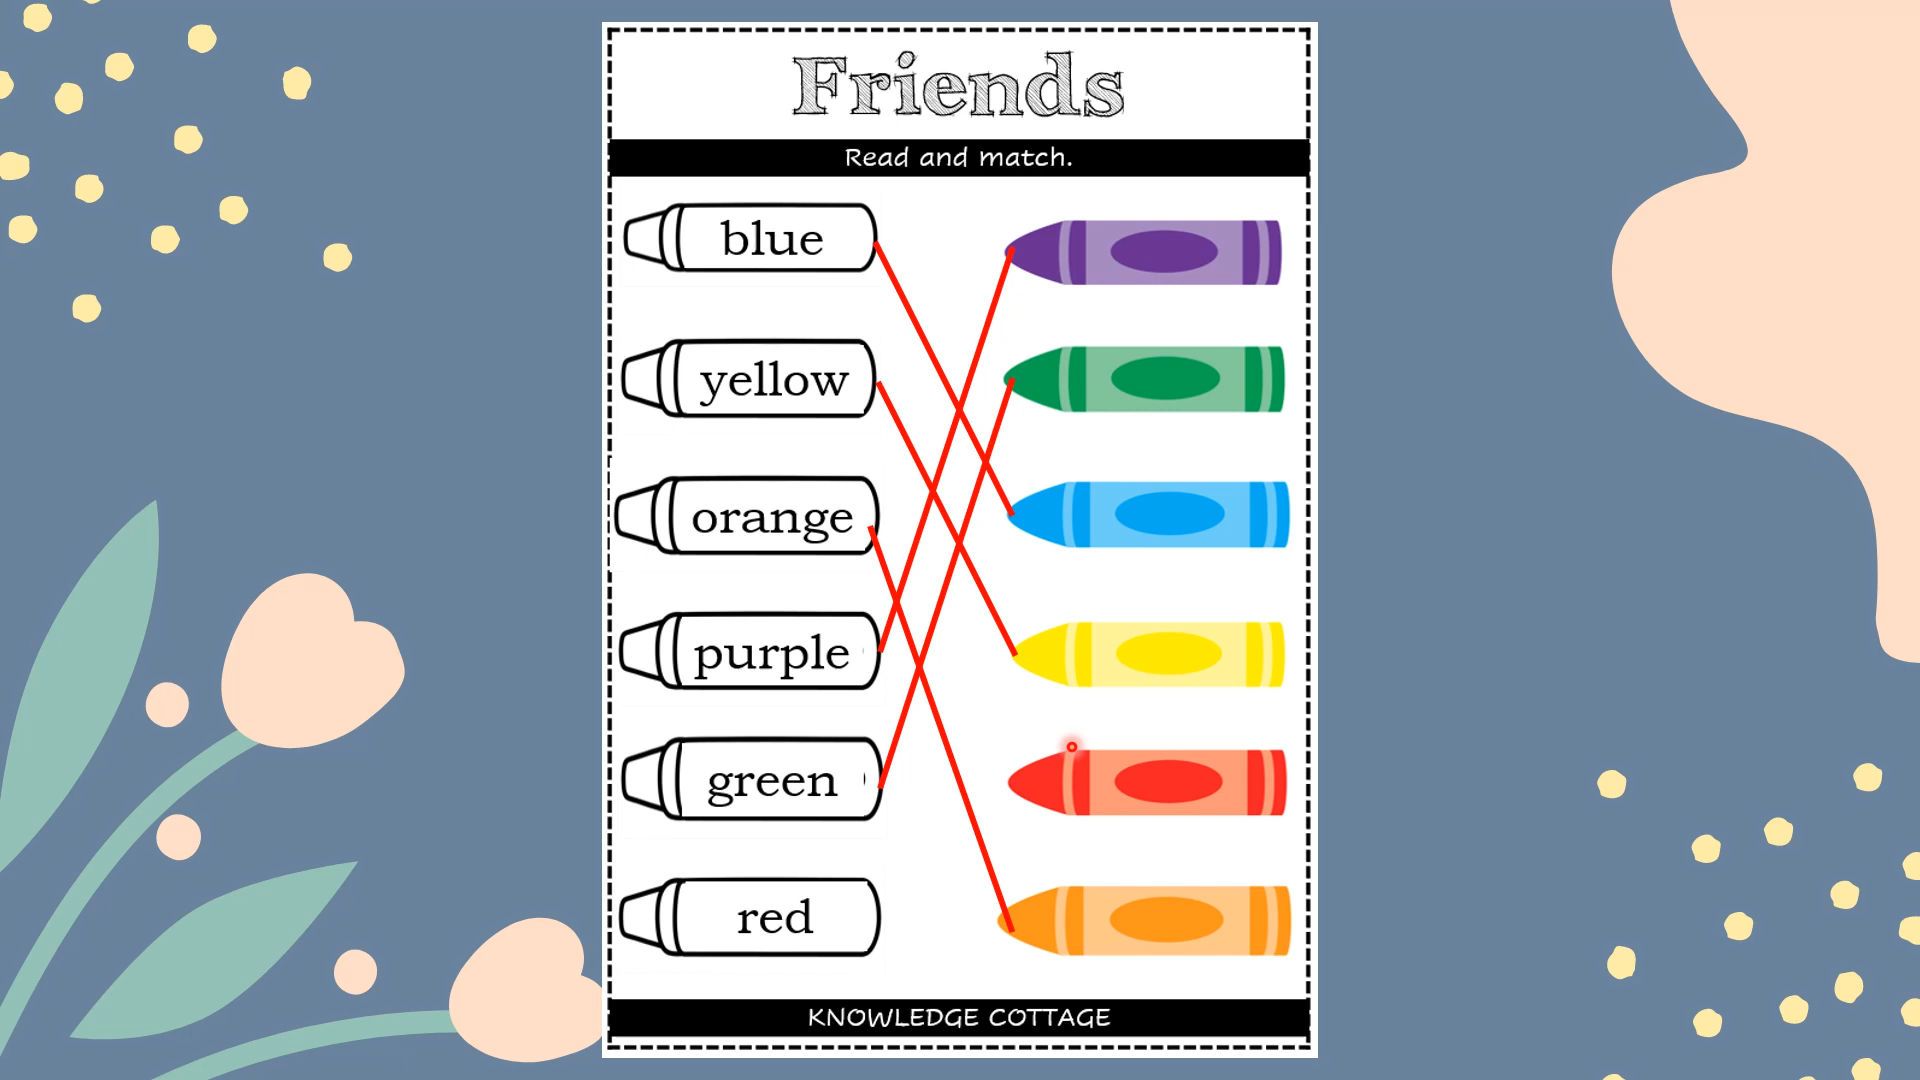 Friends
Read and match.
blue
yellow
orange
purple
green
red
KNOWLEDGE COTTAGE